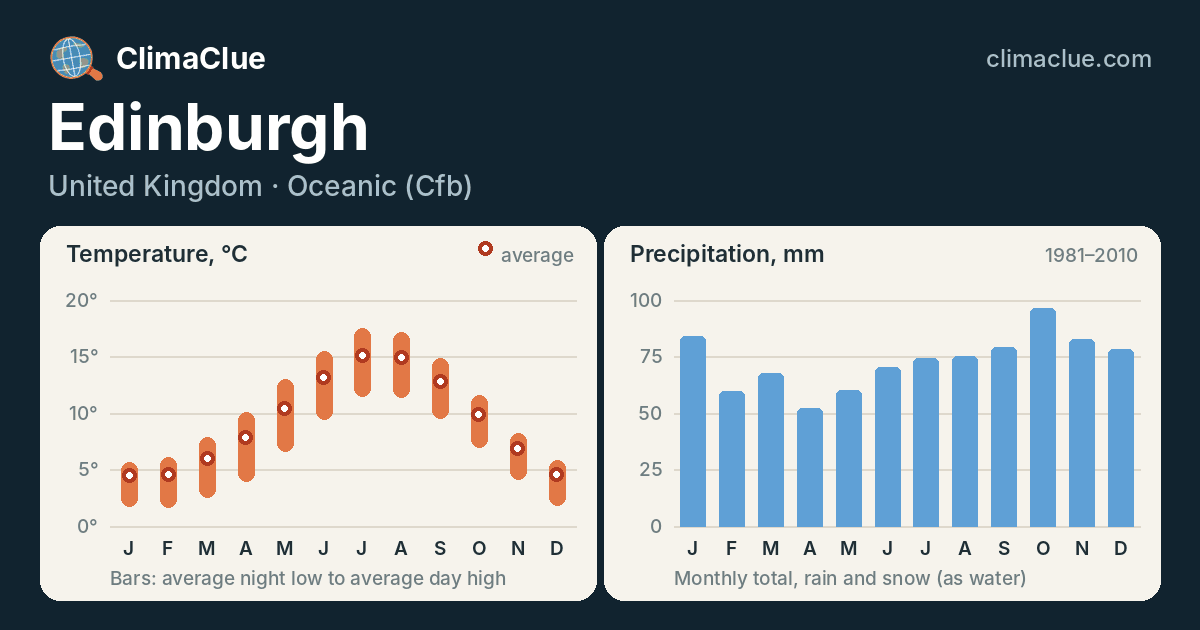 ClimaClue
climaclue.com
Edinburgh
United Kingdom · Oceanic (Cfb)
Temperature, °C
average
20°
15°
10°
5°
0°
J F M A M J J A S O N D
Bars: average night low to average day high
Precipitation, mm
1981–2010
100
75
50
25
0
J F M A M J J A S O N D
Monthly total, rain and snow (as water)